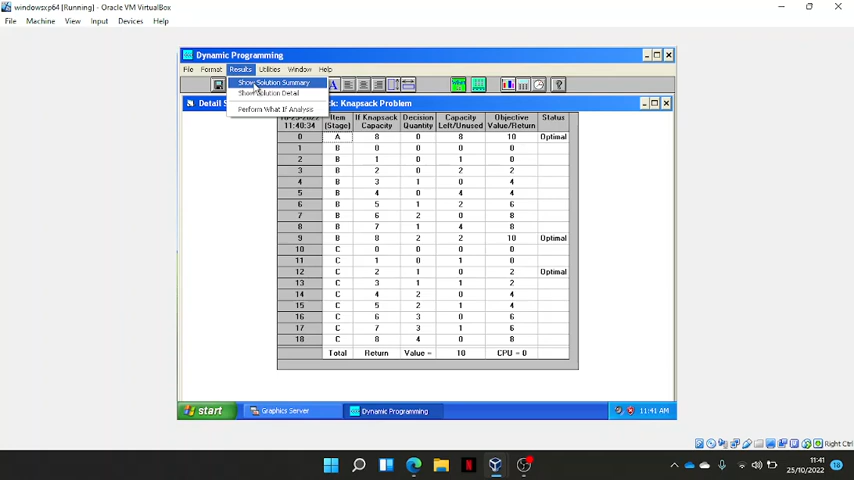 windowsxp64 [Running] - Oracle VM VirtualBox
File Machine View Input Devices Help
Dynamic Programming
File Format Results Utilities Window Help
Show Solution Summary
Show Solution Detail
Perform What If Analysis
A
?
Detail S k: Knapsack Problem
11:40:34 Item (Stage) If Knapsack Capacity Decision Quantity Capacity Left/Unused Objective Value/Return Status
0 A 8 0 8 10 Optimal
1 B 0 0 0 0
2 B 1 0 1 0
3 B 2 0 2 2
4 B 3 1 0 4
5 B 4 0 4 4
6 B 5 1 2 6
7 B 6 2 0 8
8 B 7 1 4 8
9 B 8 2 2 10 Optimal
10 C 0 0 0 0
11 C 1 0 1 0
12 C 2 1 0 2 Optimal
13 C 3 1 1 2
14 C 4 2 0 4
15 C 5 2 1 4
16 C 6 3 0 6
17 C 7 3 1 6
18 C 8 4 0 8
Total Return Value = 10 CPU = 0
start Graphics Server Dynamic Programming 11:41 AM
Right Ctrl
11:41
25/10/2022
18